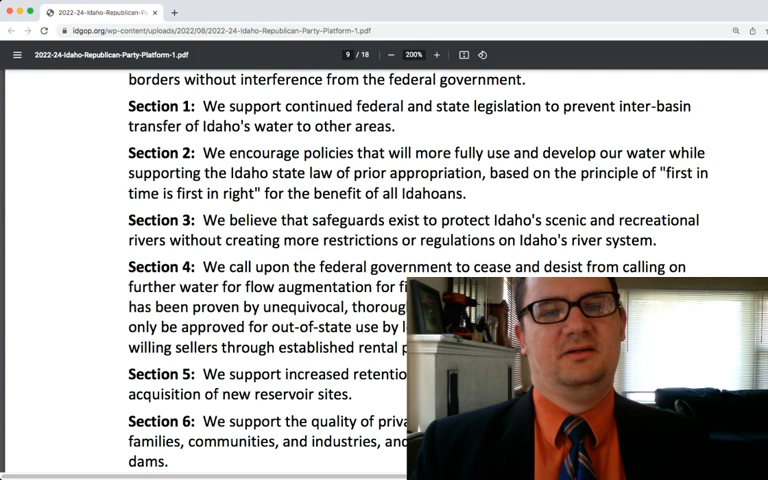 2022-24-Idaho-Republican-Pa
idgop.org/wp-content/uploads/2022/08/2022-24-Idaho-Republican-Party-Platform-1.pdf
2022-24-Idaho-Republican-Party-Platform-1.pdf
9 / 18
200%
borders without interference from the federal government.
Section 1: We support continued federal and state legislation to prevent inter-basin
transfer of Idaho's water to other areas.
Section 2: We encourage policies that will more fully use and develop our water while
supporting the Idaho state law of prior appropriation, based on the principle of "first in
time is first in right" for the benefit of all Idahoans.
Section 3: We believe that safeguards exist to protect Idaho's scenic and recreational
rivers without creating more restrictions or regulations on Idaho's river system.
Section 4: We call upon the federal government to cease and desist from calling on
further water for flow augmentation for
has been proven by unequivocal,
only be approved for out-of-state use by
willing sellers through established rental
Section 5: We support increased
acquisition of new reservoir sites.
Section 6: We support the quality of
families, communities, and industries,
dams.